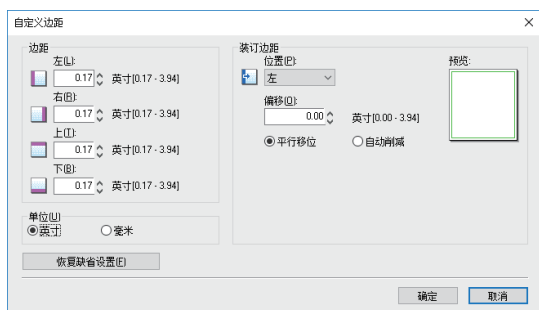 自定义边距
边距
左(L):
0.17 英寸[0.17 - 3.94]
右(R):
0.17 英寸[0.17 - 3.94]
上(T):
0.17 英寸[0.17 - 3.94]
下(B):
0.17 英寸[0.17 - 3.94]
单位(U)
英寸 毫米
恢复缺省设置(F)
装订边距
位置(P):
左
偏移(O):
0.00 英寸[0.00 - 3.94]
平行移位 自动削减
预览:
确定 取消